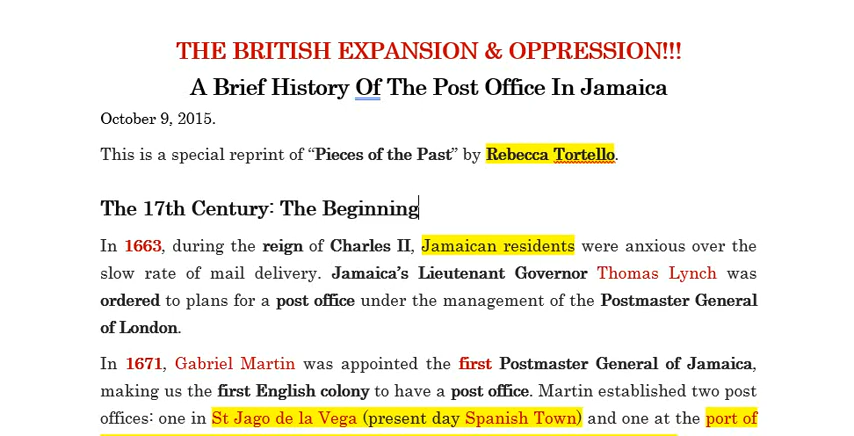 THE BRITISH EXPANSION & OPPRESSION!!!
A Brief History Of The Post Office In Jamaica
October 9, 2015.
This is a special reprint of “Pieces of the Past” by Rebecca Tortello.
The 17th Century: The Beginning
In 1663, during the reign of Charles II, Jamaican residents were anxious over the
slow rate of mail delivery. Jamaica’s Lieutenant Governor Thomas Lynch was
ordered to plans for a post office under the management of the Postmaster General
of London.
In 1671, Gabriel Martin was appointed the first Postmaster General of Jamaica,
making us the first English colony to have a post office. Martin established two post
offices: one in St Jago de la Vega (present day Spanish Town) and one at the port of